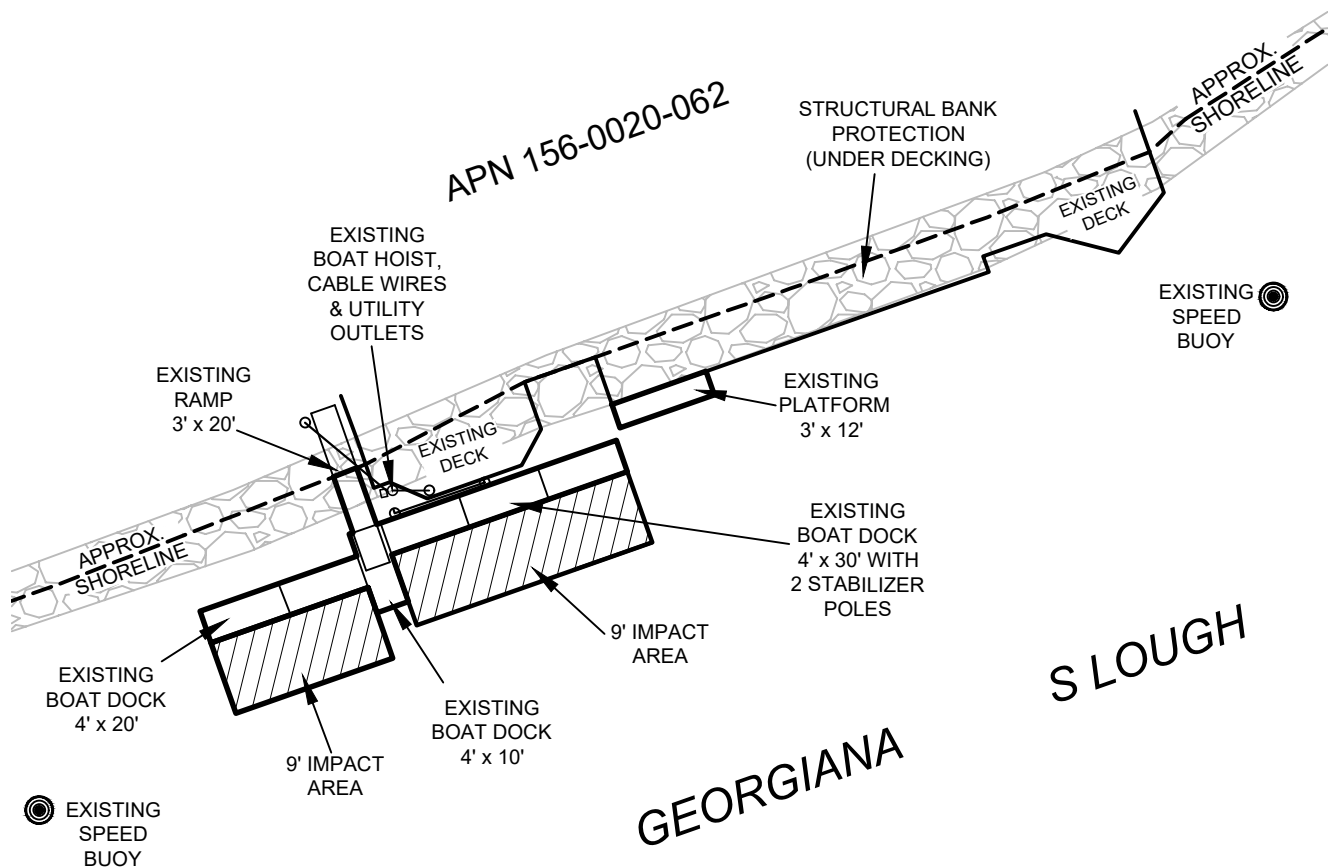 APPROX.
SHORELINE
APN 156-0020-062
STRUCTURAL BANK
PROTECTION
(UNDER DECKING)
EXISTING
DECK
EXISTING
BOAT HOIST,
CABLE WIRES
& UTILITY
OUTLETS
EXISTING
SPEED
BUOY
EXISTING
RAMP
3' x 20'
EXISTING
PLATFORM
3' x 12'
EXISTING
DECK
APPROX.
SHORELINE
EXISTING
BOAT DOCK
4' x 30' WITH
2 STABILIZER
POLES
9' IMPACT
AREA
EXISTING
BOAT DOCK
4' x 20'
EXISTING
BOAT DOCK
4' x 10'
9' IMPACT
AREA
GEORGIANA S LOUGH
EXISTING
SPEED
BUOY